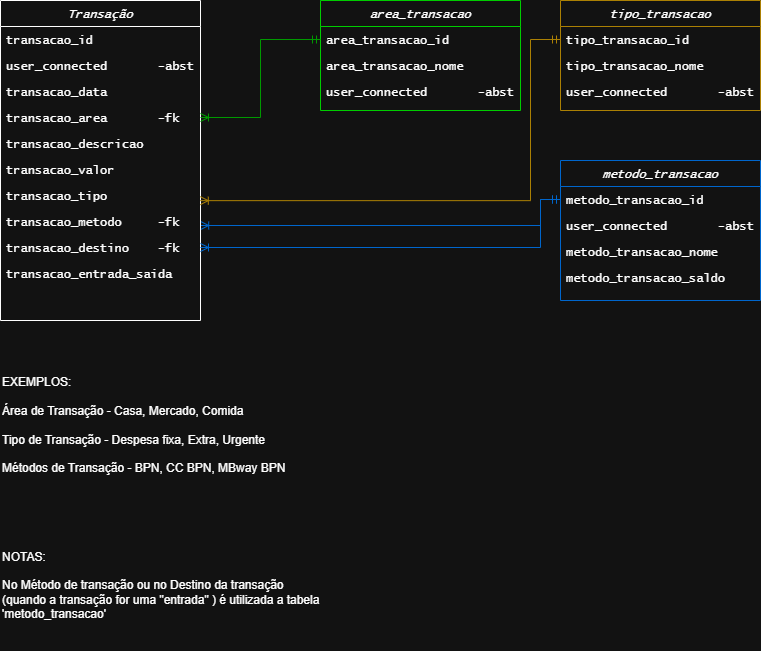 Transação
transacao_id
user_connected -abst
transacao_data
transacao_area -fk
transacao_descricao
transacao_valor
transacao_tipo
transacao_metodo -fk
transacao_destino -fk
transacao_entrada_saida
area_transacao
area_transacao_id
area_transacao_nome
user_connected -abst
tipo_transacao
tipo_transacao_id
tipo_transacao_nome
user_connected -abst
metodo_transacao
metodo_transacao_id
user_connected -abst
metodo_transacao_nome
metodo_transacao_saldo
EXEMPLOS:
Área de Transação - Casa, Mercado, Comida
Tipo de Transação - Despesa fixa, Extra, Urgente
Métodos de Transação - BPN, CC BPN, MBway BPN
NOTAS:
No Método de transação ou no Destino da transação
(quando a transação for uma "entrada" ) é utilizada a tabela
'metodo_transacao'